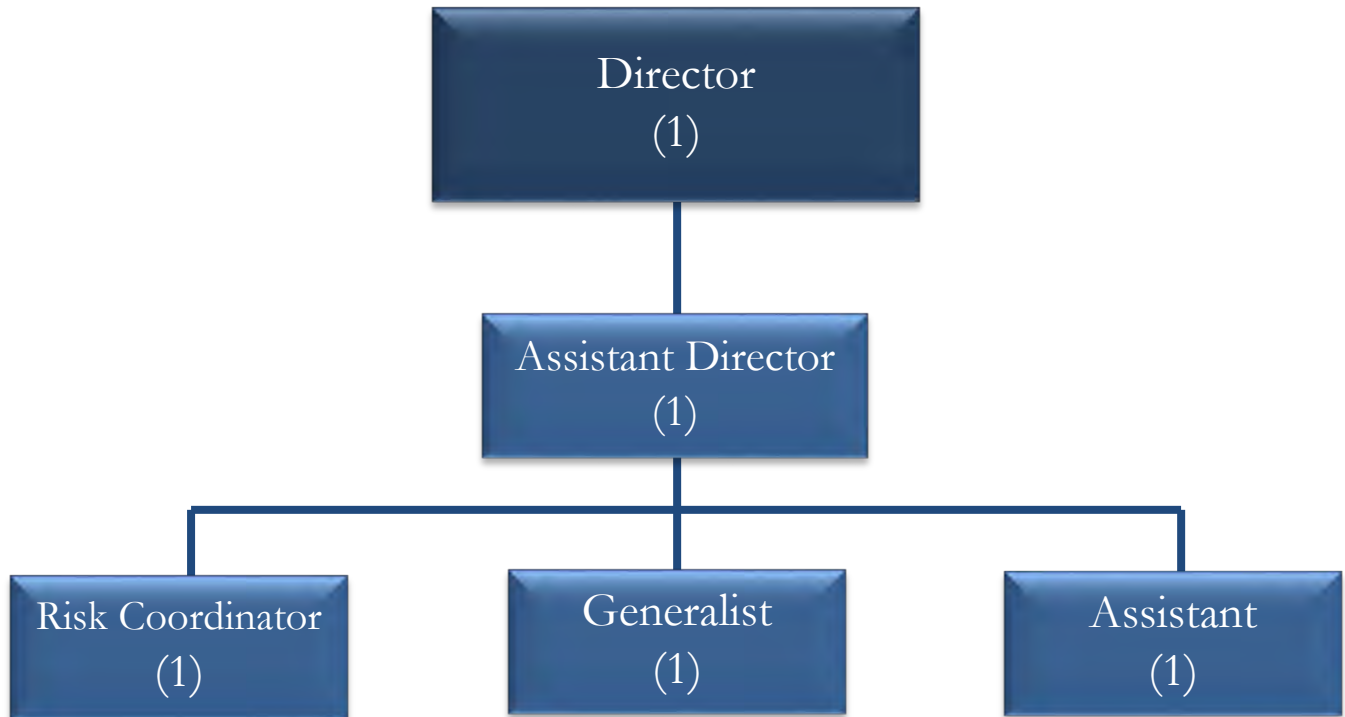 Director
(1)
Assistant Director
(1)
Risk Coordinator
(1)
Generalist
(1)
Assistant
(1)